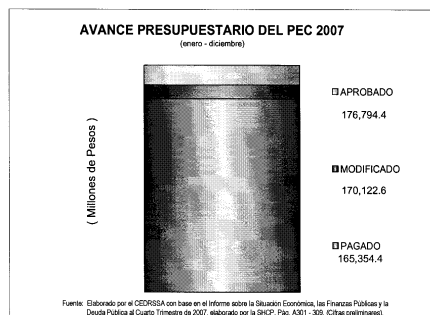 AVANCE PRESUPUESTARIO DEL PEC 2007
(enero - diciembre)
( Millones de Pesos )
APROBADO
176,794.4
MODIFICADO
170,122.6
PAGADO
165,354.4
Fuente: Elaborado por el CEDRSSA con base en el Informe sobre la Situación Económica, las Finanzas Públicas y la
Deuda Pública al Cuarto Trimestre de 2007, elaborado por la SHCP, Pág. A301 - 309. (Cifras preliminares)